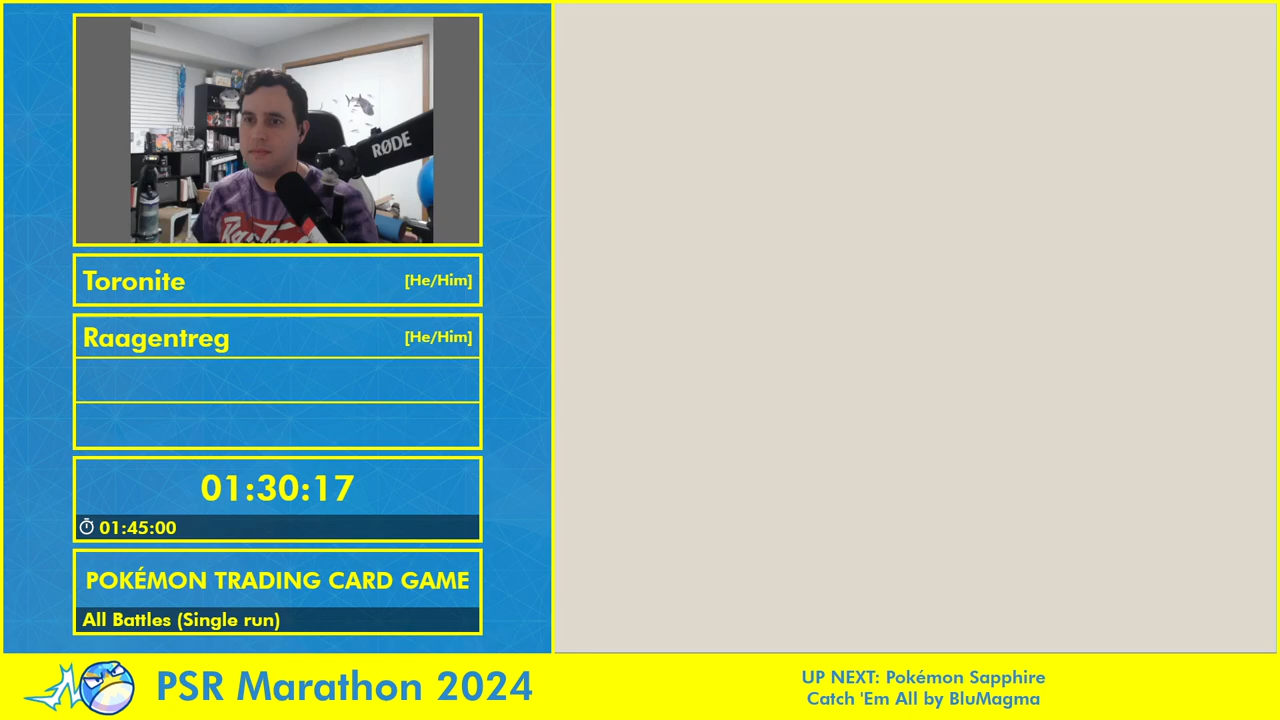 RØDE
Toronite [He/Him]
Raagentreg [He/Him]
01:30:17
01:45:00
POKÉMON TRADING CARD GAME
All Battles (Single run)
PSR Marathon 2024
UP NEXT: Pokémon Sapphire
Catch 'Em All by BluMagma